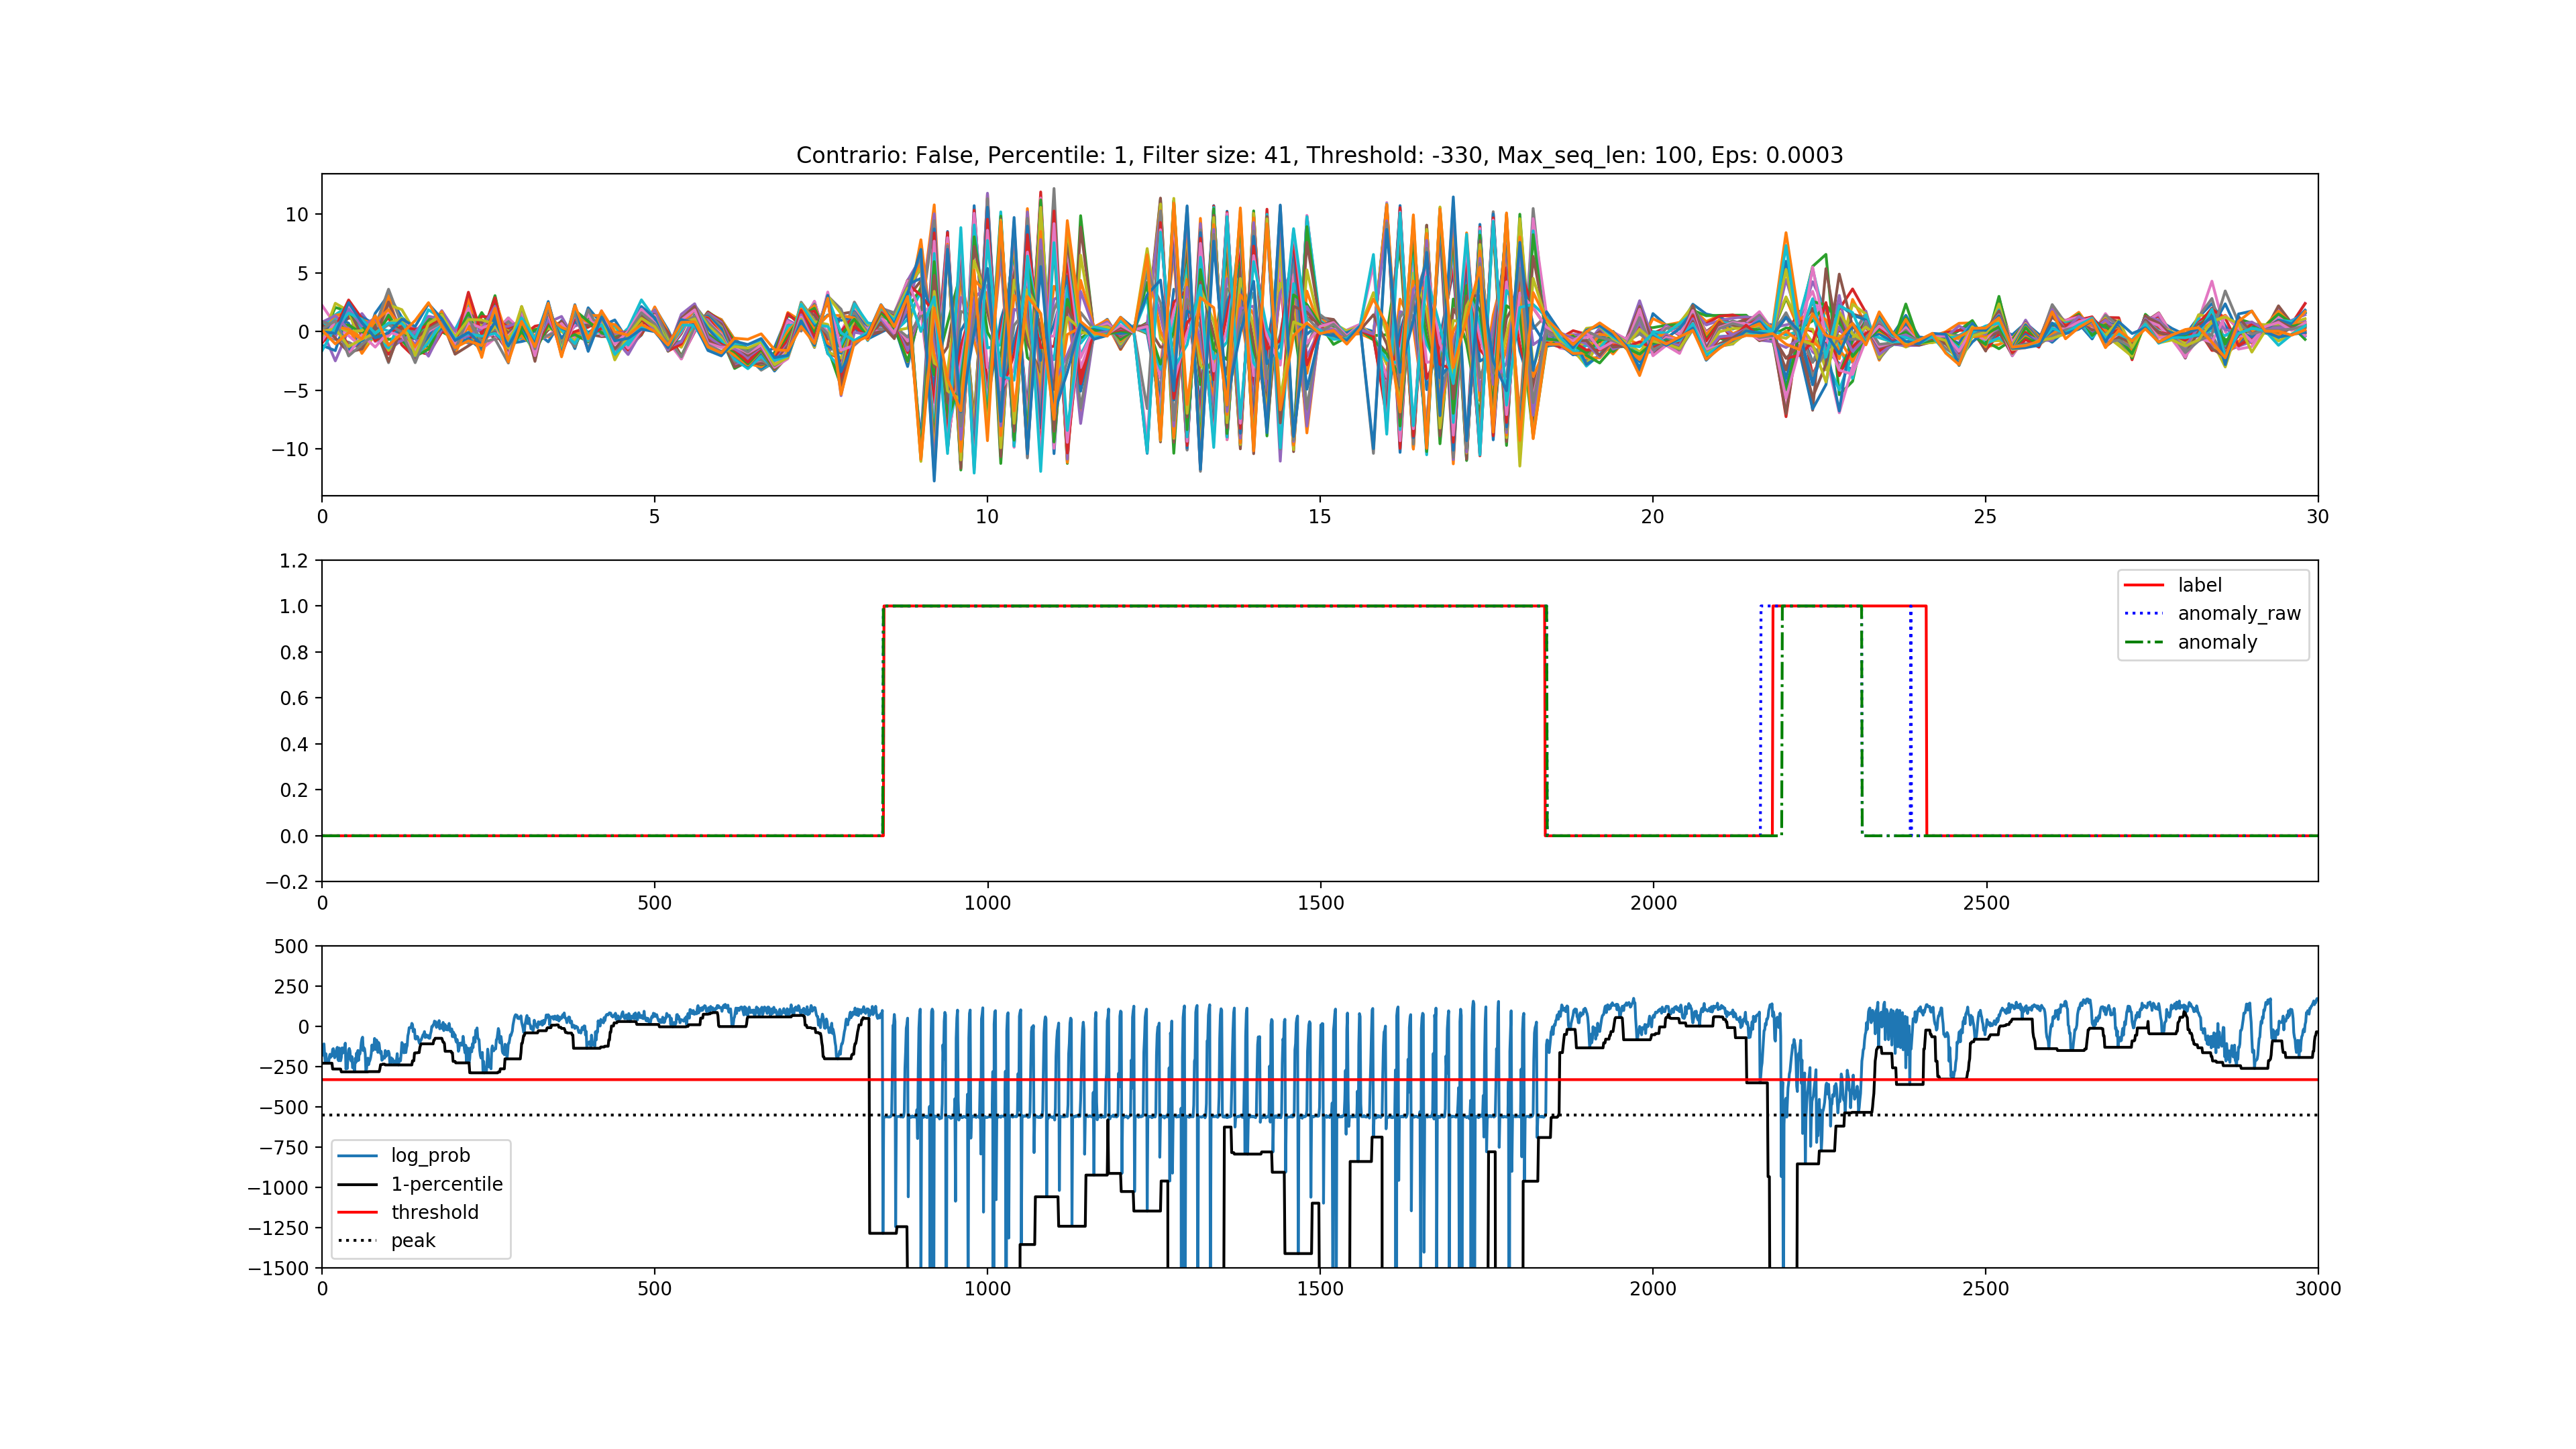 Contrario: False, Percentile: 1, Filter size: 41, Threshold: -330, Max_seq_len: 100, Eps: 0.0003
10
5
0
−5
−10
0 5 10 15 20 25 30
1.2
1.0
0.8
0.6
0.4
0.2
0.0
−0.2
label
anomaly_raw
anomaly
0 500 1000 1500 2000 2500
500
250
0
−250
−500
−750
−1000
−1250
−1500
log_prob
1-percentile
threshold
peak
0 500 1000 1500 2000 2500 3000